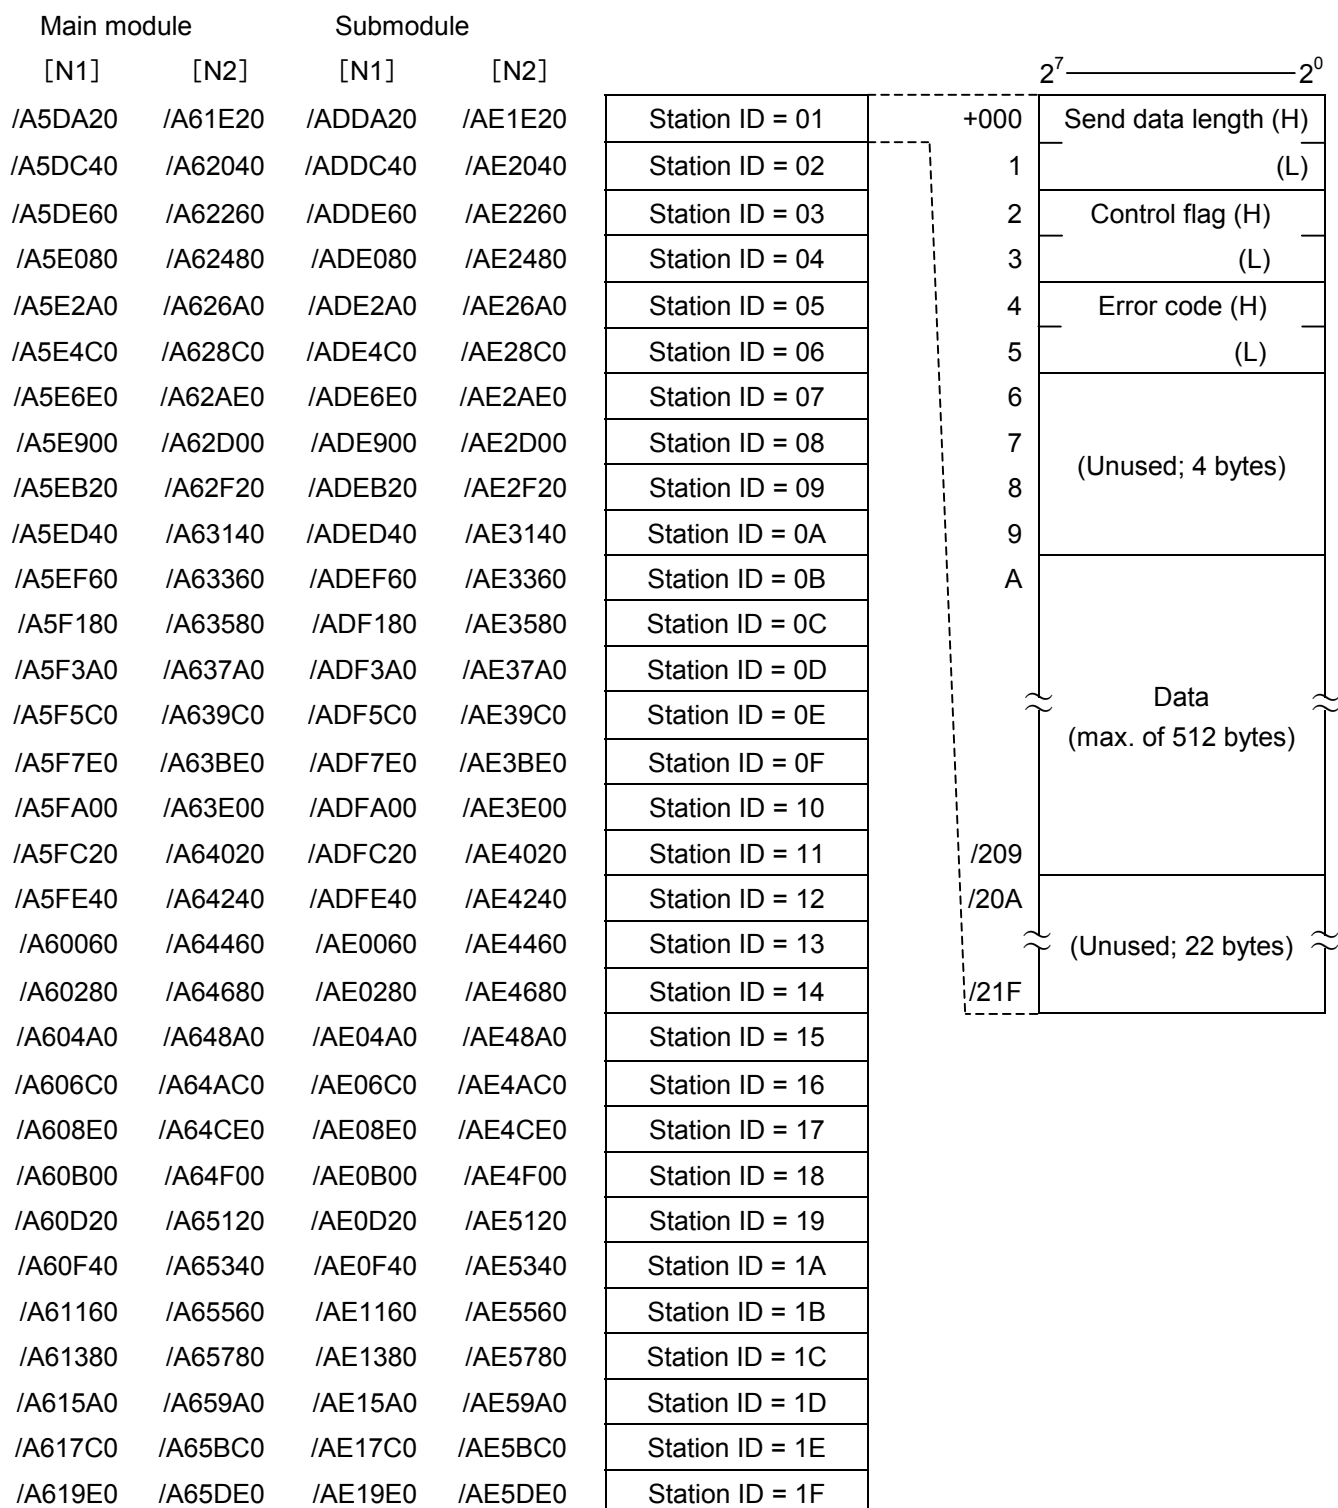 Main module Submodule
[N1] [N2] [N1] [N2] 2⁷ 2⁰
/A5DA20 /A61E20 /ADDA20 /AE1E20 Station ID = 01 +000 Send data length (H)
/A5DC40 /A62040 /ADDC40 /AE2040 Station ID = 02 1 (L)
/A5DE60 /A62260 /ADDE60 /AE2260 Station ID = 03 2 Control flag (H)
/A5E080 /A62480 /ADE080 /AE2480 Station ID = 04 3 (L)
/A5E2A0 /A626A0 /ADE2A0 /AE26A0 Station ID = 05 4 Error code (H)
/A5E4C0 /A628C0 /ADE4C0 /AE28C0 Station ID = 06 5 (L)
/A5E6E0 /A62AE0 /ADE6E0 /AE2AE0 Station ID = 07 6
/A5E900 /A62D00 /ADE900 /AE2D00 Station ID = 08 7
(Unused; 4 bytes)
/A5EB20 /A62F20 /ADEB20 /AE2F20 Station ID = 09 8
/A5ED40 /A63140 /ADED40 /AE3140 Station ID = 0A 9
/A5EF60 /A63360 /ADEF60 /AE3360 Station ID = 0B A
/A5F180 /A63580 /ADF180 /AE3580 Station ID = 0C
/A5F3A0 /A637A0 /ADF3A0 /AE37A0 Station ID = 0D
Data
/A5F5C0 /A639C0 /ADF5C0 /AE39C0 Station ID = 0E
(max. of 512 bytes)
/A5F7E0 /A63BE0 /ADF7E0 /AE3BE0 Station ID = 0F
/A5FA00 /A63E00 /ADFA00 /AE3E00 Station ID = 10
/A5FC20 /A64020 /ADFC20 /AE4020 Station ID = 11 /209
/A5FE40 /A64240 /ADFE40 /AE4240 Station ID = 12 /20A
/A60060 /A64460 /AE0060 /AE4460 Station ID = 13 (Unused; 22 bytes)
/A60280 /A64680 /AE0280 /AE4680 Station ID = 14 /21F
/A604A0 /A648A0 /AE04A0 /AE48A0 Station ID = 15
/A606C0 /A64AC0 /AE06C0 /AE4AC0 Station ID = 16
/A608E0 /A64CE0 /AE08E0 /AE4CE0 Station ID = 17
/A60B00 /A64F00 /AE0B00 /AE4F00 Station ID = 18
/A60D20 /A65120 /AE0D20 /AE5120 Station ID = 19
/A60F40 /A65340 /AE0F40 /AE5340 Station ID = 1A
/A61160 /A65560 /AE1160 /AE5560 Station ID = 1B
/A61380 /A65780 /AE1380 /AE5780 Station ID = 1C
/A615A0 /A659A0 /AE15A0 /AE59A0 Station ID = 1D
/A617C0 /A65BC0 /AE17C0 /AE5BC0 Station ID = 1E
/A619E0 /A65DE0 /AE19E0 /AE5DE0 Station ID = 1F